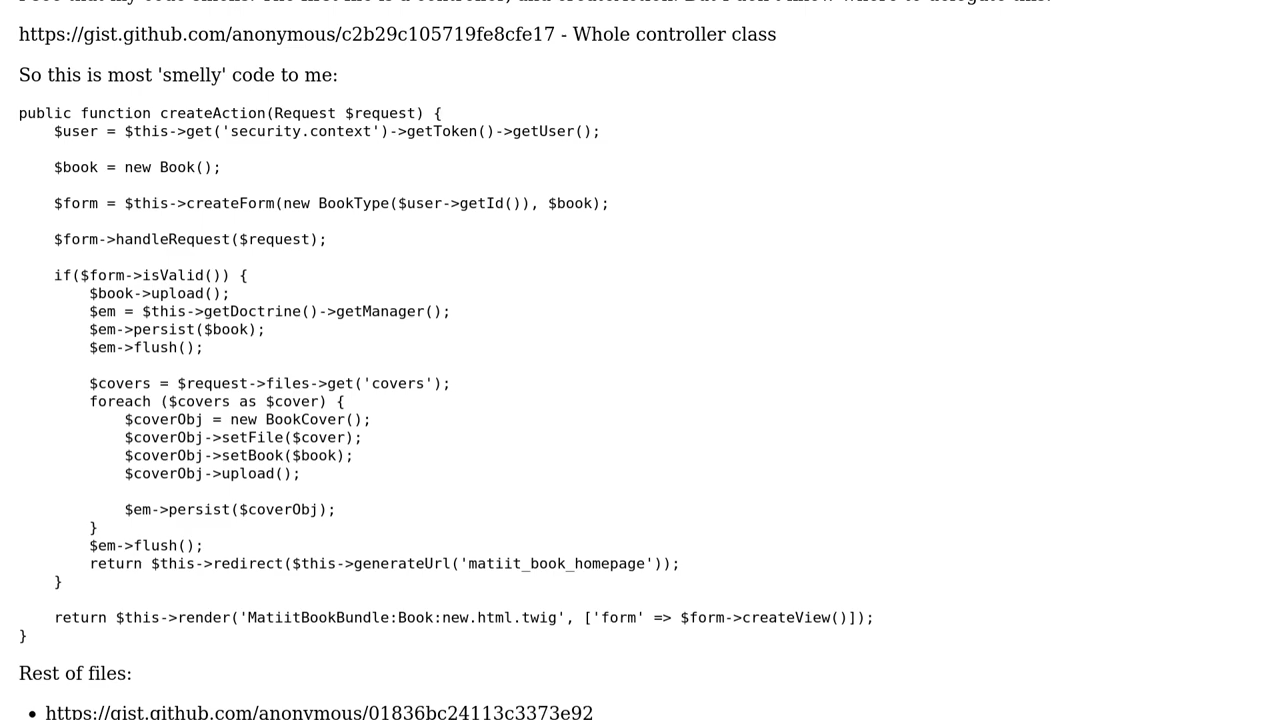 https://gist.github.com/anonymous/c2b29c105719fe8cfe17 - Whole controller class
So this is most 'smelly' code to me:
public function createAction(Request $request) {
    $user = $this->get('security.context')->getToken()->getUser();
    $book = new Book();
    $form = $this->createForm(new BookType($user->getId()), $book);
    $form->handleRequest($request);
    if($form->isValid()) {
        $book->upload();
        $em = $this->getDoctrine()->getManager();
        $em->persist($book);
        $em->flush();
        $covers = $request->files->get('covers');
        foreach ($covers as $cover) {
            $coverObj = new BookCover();
            $coverObj->setFile($cover);
            $coverObj->setBook($book);
            $coverObj->upload();
            $em->persist($coverObj);
        }
        $em->flush();
        return $this->redirect($this->generateUrl('matiit_book_homepage'));
    }
    return $this->render('MatiitBookBundle:Book:new.html.twig', ['form' => $form->createView()]);
}
Rest of files:
• https://gist.github.com/anonymous/01836bc24113c3373e92